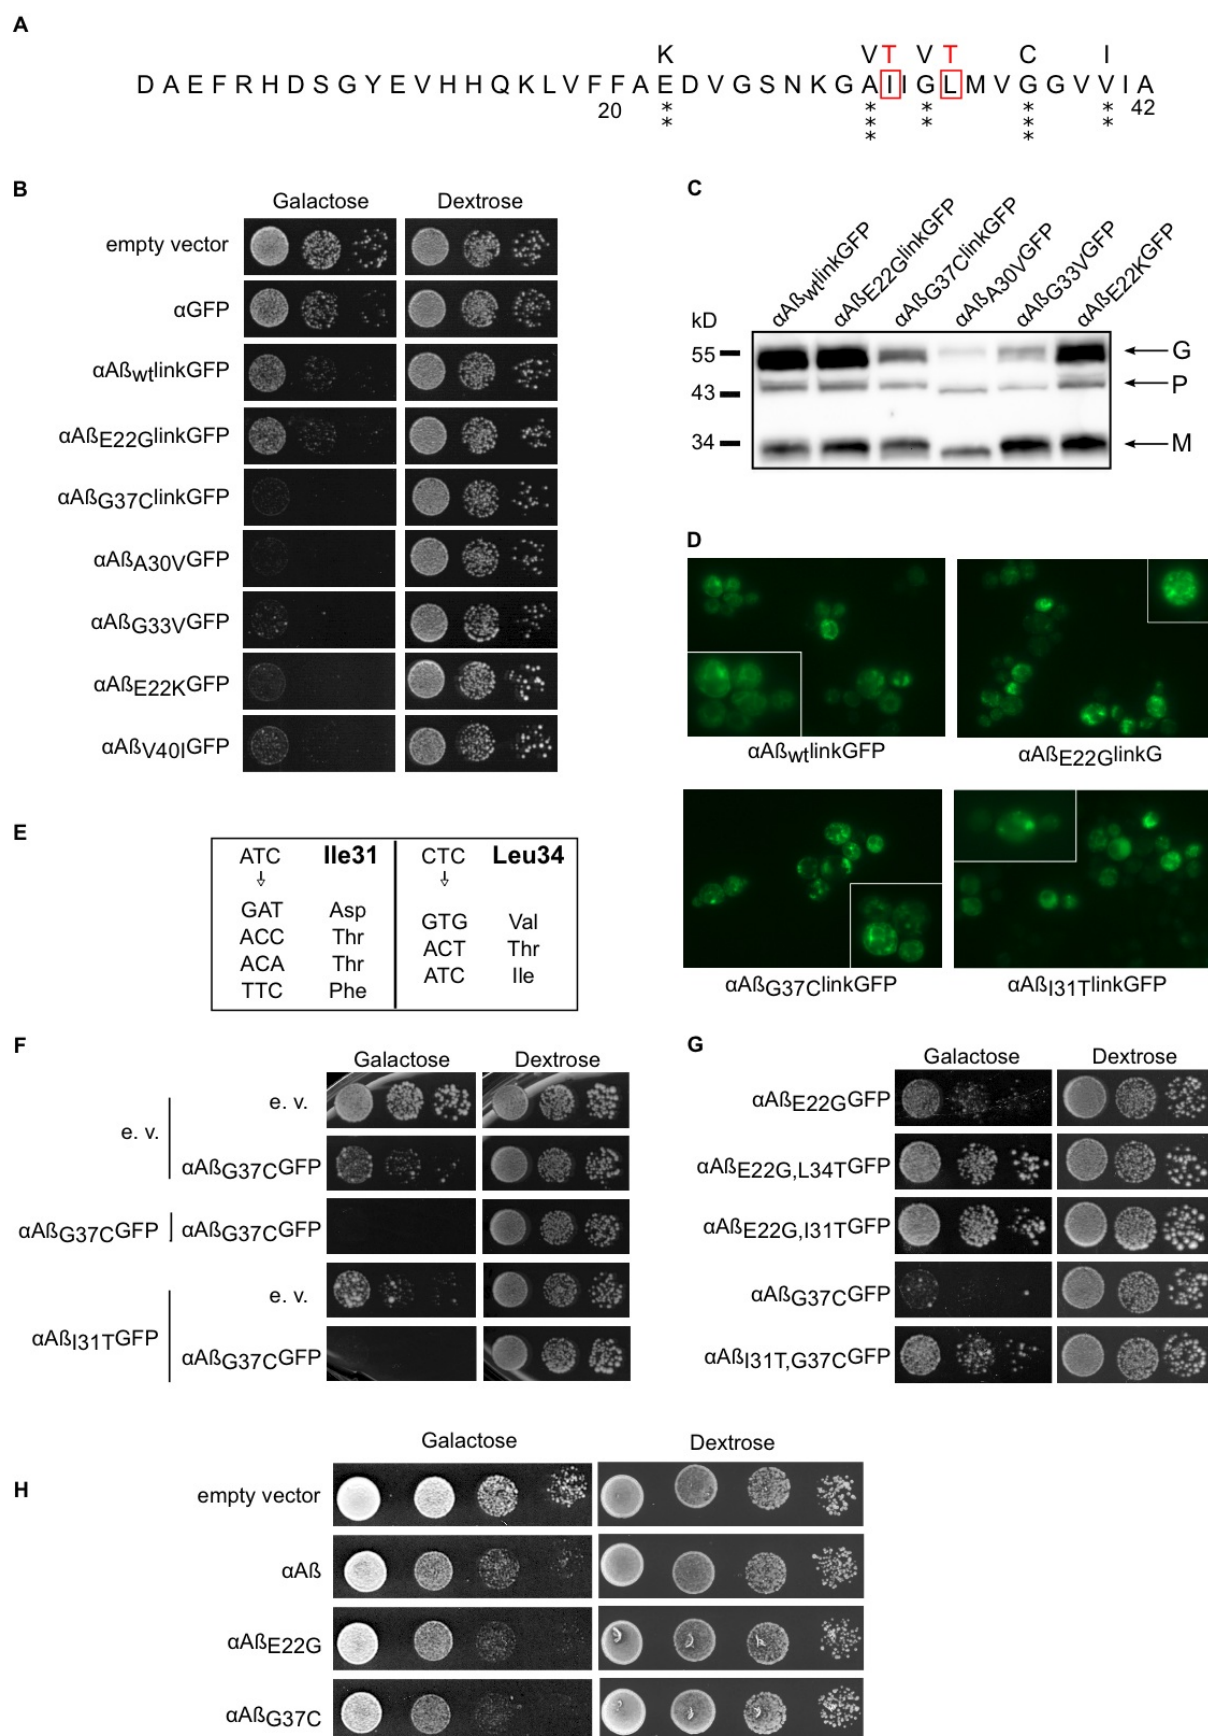 A
K V T V T C I
D A E F R H D S G Y E V H H Q K L V F F A E D V G S N K G A I I G L M V G G V V I A
20 ** *** ** *** ** 42
B
Galactose Dextrose
empty vector
αGFP
αAßwtlinkGFP
αAßE22GlinkGFP
αAßG37ClinkGFP
αAßA30VGFP
αAßG33VGFP
αAßE22KGFP
αAßV40IGFP
C
αAßwtlinkGFP
αAßE22GlinkGFP
αAßG37ClinkGFP
αAßA30VGFP
αAßG33VGFP
αAßE22KGFP
kD
55 G
P
43
34 M
D
αAßwtlinkGFP αAßE22GlinkG
αAßG37ClinkGFP αAßI31TlinkGFP
E
ATC Ile31 CTC Leu34
GAT Asp GTG Val
ACC Thr ACT Thr
ACA Thr ATC Ile
TTC Phe
F
Galactose Dextrose
e. v.
e. v.
αAßG37CGFP
αAßG37CGFP αAßG37CGFP
e. v.
αAßI31TGFP
αAßG37CGFP
G
Galactose Dextrose
αAßE22GGFP
αAßE22G,L34TGFP
αAßE22G,I31TGFP
αAßG37CGFP
αAßI31T,G37CGFP
H
Galactose Dextrose
empty vector
αAß
αAßE22G
αAßG37C